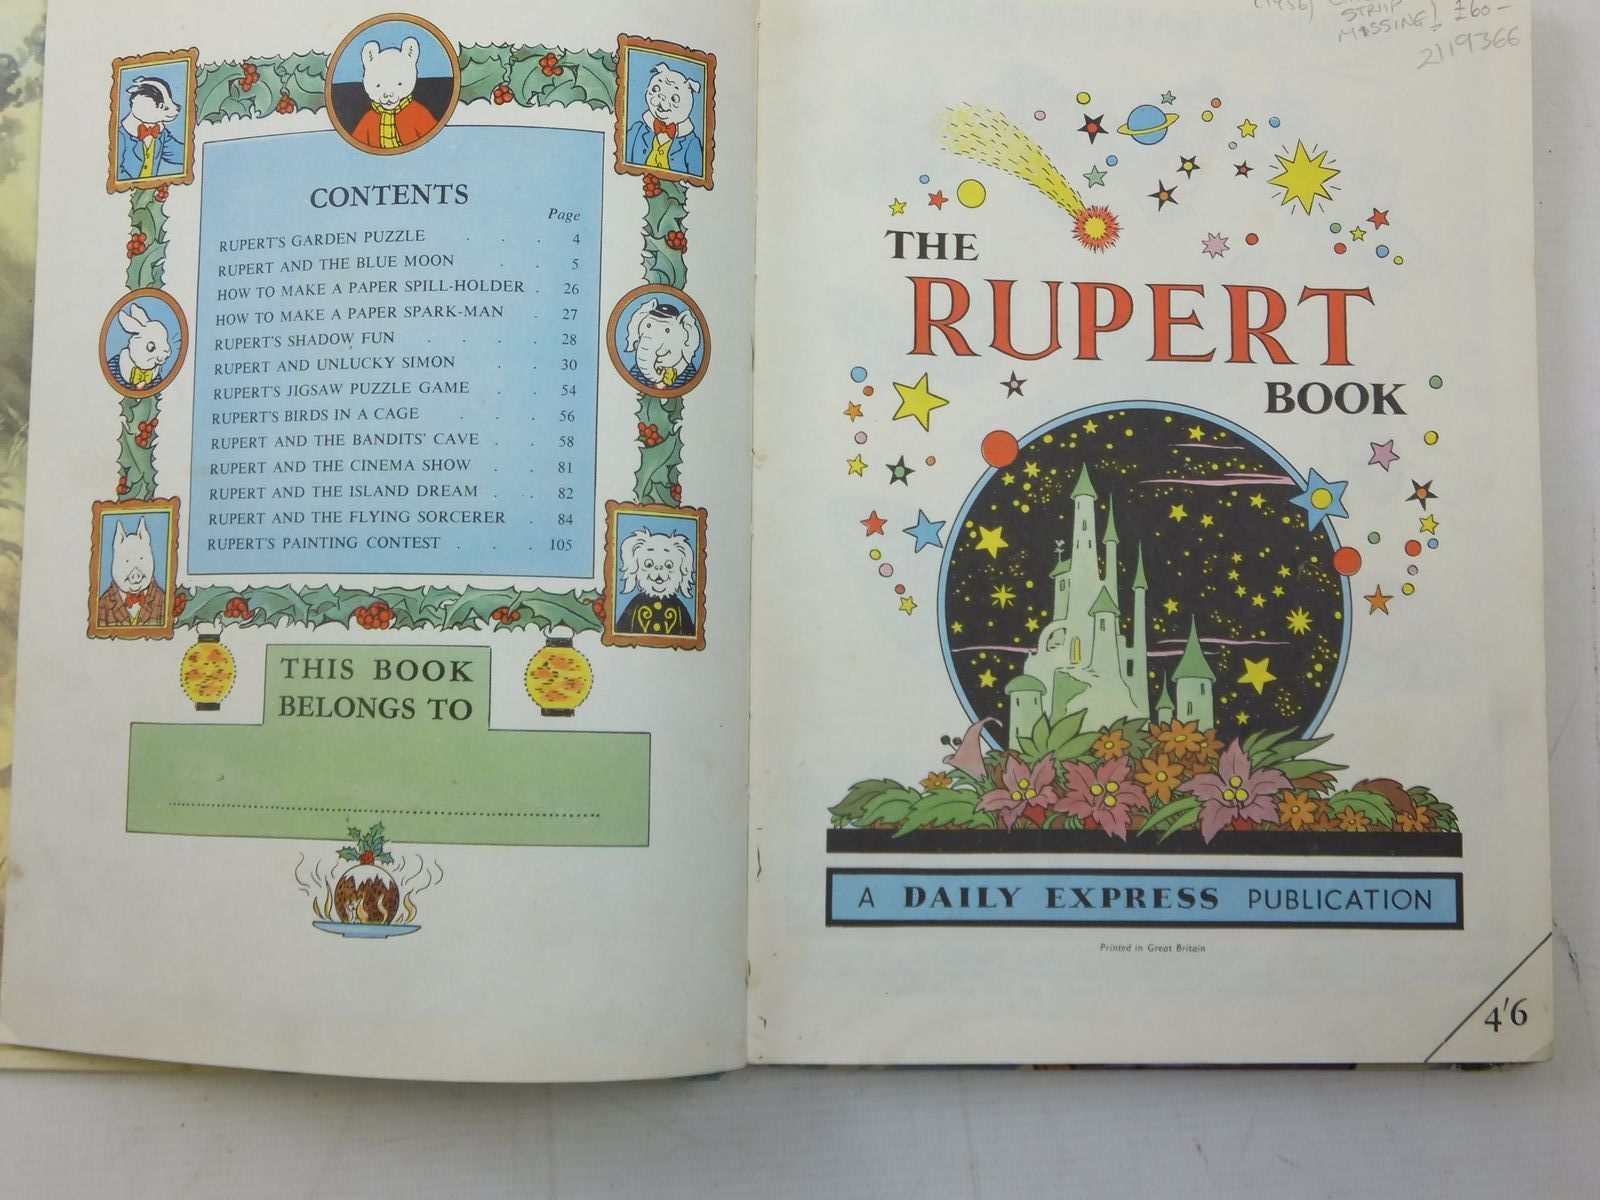 CONTENTS
Page
RUPERT'S GARDEN PUZZLE . . . 4
RUPERT AND THE BLUE MOON . . 5
HOW TO MAKE A PAPER SPILL-HOLDER . 26
HOW TO MAKE A PAPER SPARK-MAN . 27
RUPERT'S SHADOW FUN . . . . 28
RUPERT AND UNLUCKY SIMON . . 30
RUPERT'S JIGSAW PUZZLE GAME . . 54
RUPERT'S BIRDS IN A CAGE . . . 56
RUPERT AND THE BANDITS' CAVE . . 58
RUPERT AND THE CINEMA SHOW . . 81
RUPERT AND THE ISLAND DREAM . . 82
RUPERT AND THE FLYING SORCERER . 84
RUPERT'S PAINTING CONTEST . . . 105
THIS BOOK
BELONGS TO
(1956)
STRIP
MISSING) £60-
2119366
THE
RUPERT
BOOK
A DAILY EXPRESS PUBLICATION
Printed in Great Britain
4'6